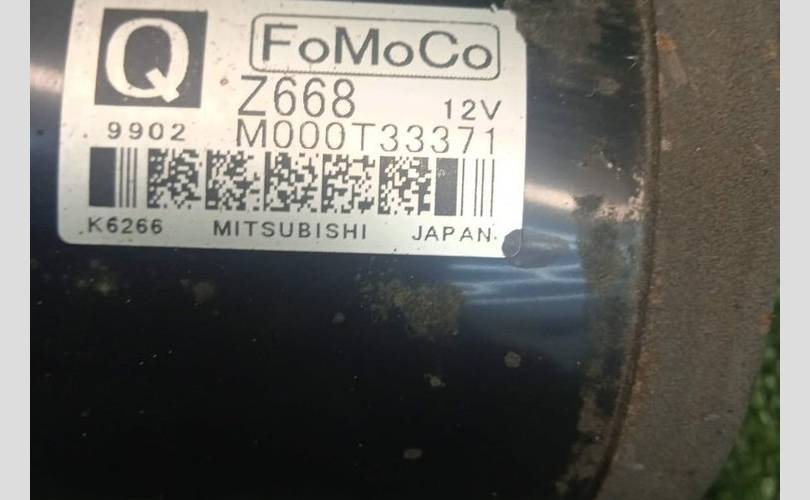 Q FoMoCo
Z668 12V
9902 M000T33371
K6266 MITSUBISHI JAPAN